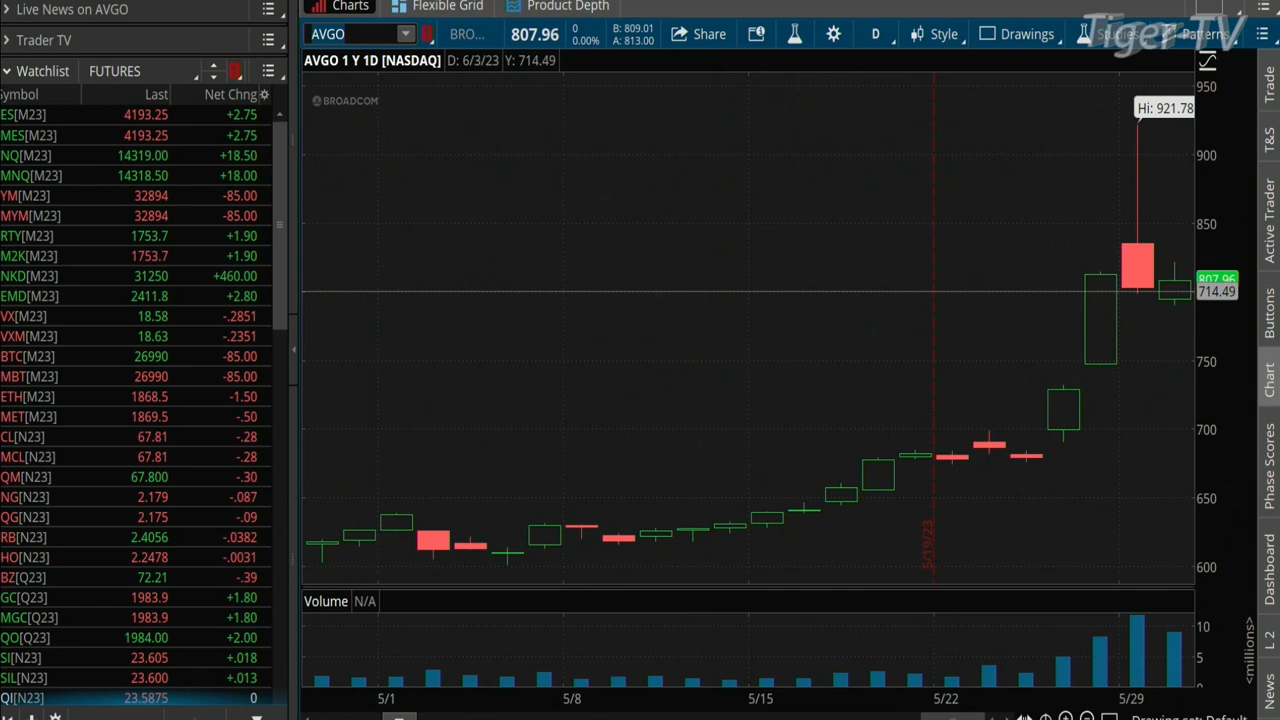 Live News on AVGO
Trader TV
Watchlist FUTURES
Symbol Last Net Chng
ES[M23] 4193.25 +2.75
MES[M23] 4193.25 +2.75
NQ[M23] 14319.00 +18.50
MNQ[M23] 14318.50 +18.00
YM[M23] 32894 -85.00
MYM[M23] 32894 -85.00
RTY[M23] 1753.7 +1.90
M2K[M23] 1753.7 +1.90
NKD[M23] 31250 +460.00
EMD[M23] 2411.8 +2.80
VX[M23] 18.58 -.2851
VXM[M23] 18.63 -.2351
BTC[M23] 26990 -85.00
MBT[M23] 26990 -85.00
ETH[M23] 1868.5 -1.50
MET[M23] 1869.5 -.50
CL[N23] 67.81 -.28
MCL[N23] 67.81 -.28
QM[N23] 67.800 -.30
NG[N23] 2.179 -.087
QG[N23] 2.175 -.09
RB[N23] 2.4056 -.0382
HO[N23] 2.2478 -.0031
BZ[Q23] 72.21 -.39
GC[Q23] 1983.9 +1.80
MGC[Q23] 1983.9 +1.80
QO[Q23] 1984.00 +2.00
SI[N23] 23.605 +.018
SIL[N23] 23.600 +.013
QI[N23] 23.5875 0
Charts Flexible Grid Product Depth
AVGO BRO... 807.96 0 B: 809.01
0.00% A: 813.00
Share D Style Drawings Studies Patterns
Tiger TV
AVGO 1 Y 1D [NASDAQ] D: 6/3/23 Y: 714.49
BROADCOM
Hi: 921.78
950
900
850
807.96
714.49
750
700
650
600
5/19/23
Volume N/A
10
5
<millions>
5/1 5/8 5/15 5/22 5/29
Drawing set: Default
Trade
T&S
Active Trader
Buttons
Chart
Phase Scores
Dashboard
L 2
News